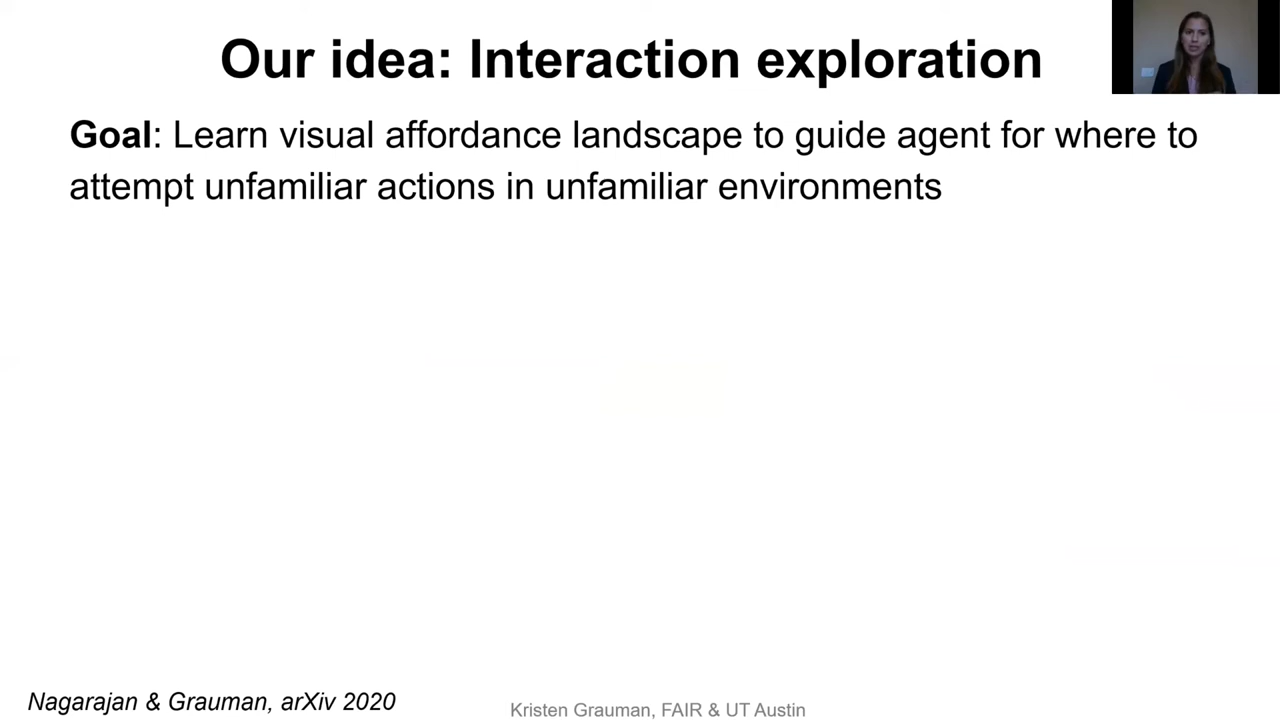 Our idea: Interaction exploration
Goal: Learn visual affordance landscape to guide agent for where to
attempt unfamiliar actions in unfamiliar environments
Nagarajan & Grauman, arXiv 2020
Kristen Grauman, FAIR & UT Austin